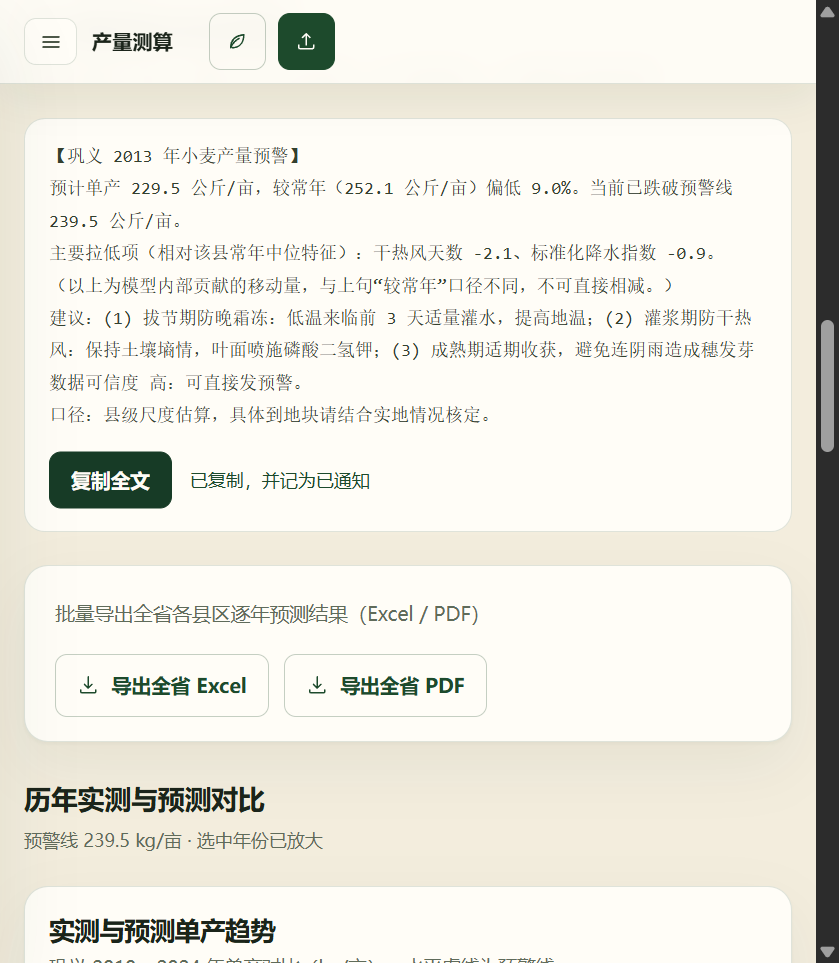 产量测算
【巩义 2013 年小麦产量预警】
预计单产 229.5 公斤/亩，较常年（252.1 公斤/亩）偏低 9.0%。当前已跌破预警线
239.5 公斤/亩。
主要拉低项（相对该县常年中位特征）：干热风天数 -2.1、标准化降水指数 -0.9。
（以上为模型内部贡献的移动量，与上句“较常年”口径不同，不可直接相减。）
建议：(1) 拔节期防晚霜冻：低温来临前 3 天适量灌水，提高地温；(2) 灌浆期防干热
风：保持土壤墒情，叶面喷施磷酸二氢钾；(3) 成熟期适期收获，避免连阴雨造成穗发芽
数据可信度 高：可直接发预警。
口径：县级尺度估算，具体到地块请结合实地情况核定。
复制全文 已复制，并记为已通知
批量导出全省各县区逐年预测结果（Excel / PDF）
导出全省 Excel 导出全省 PDF
历年实测与预测对比
预警线 239.5 kg/亩 · 选中年份已放大
实测与预测单产趋势